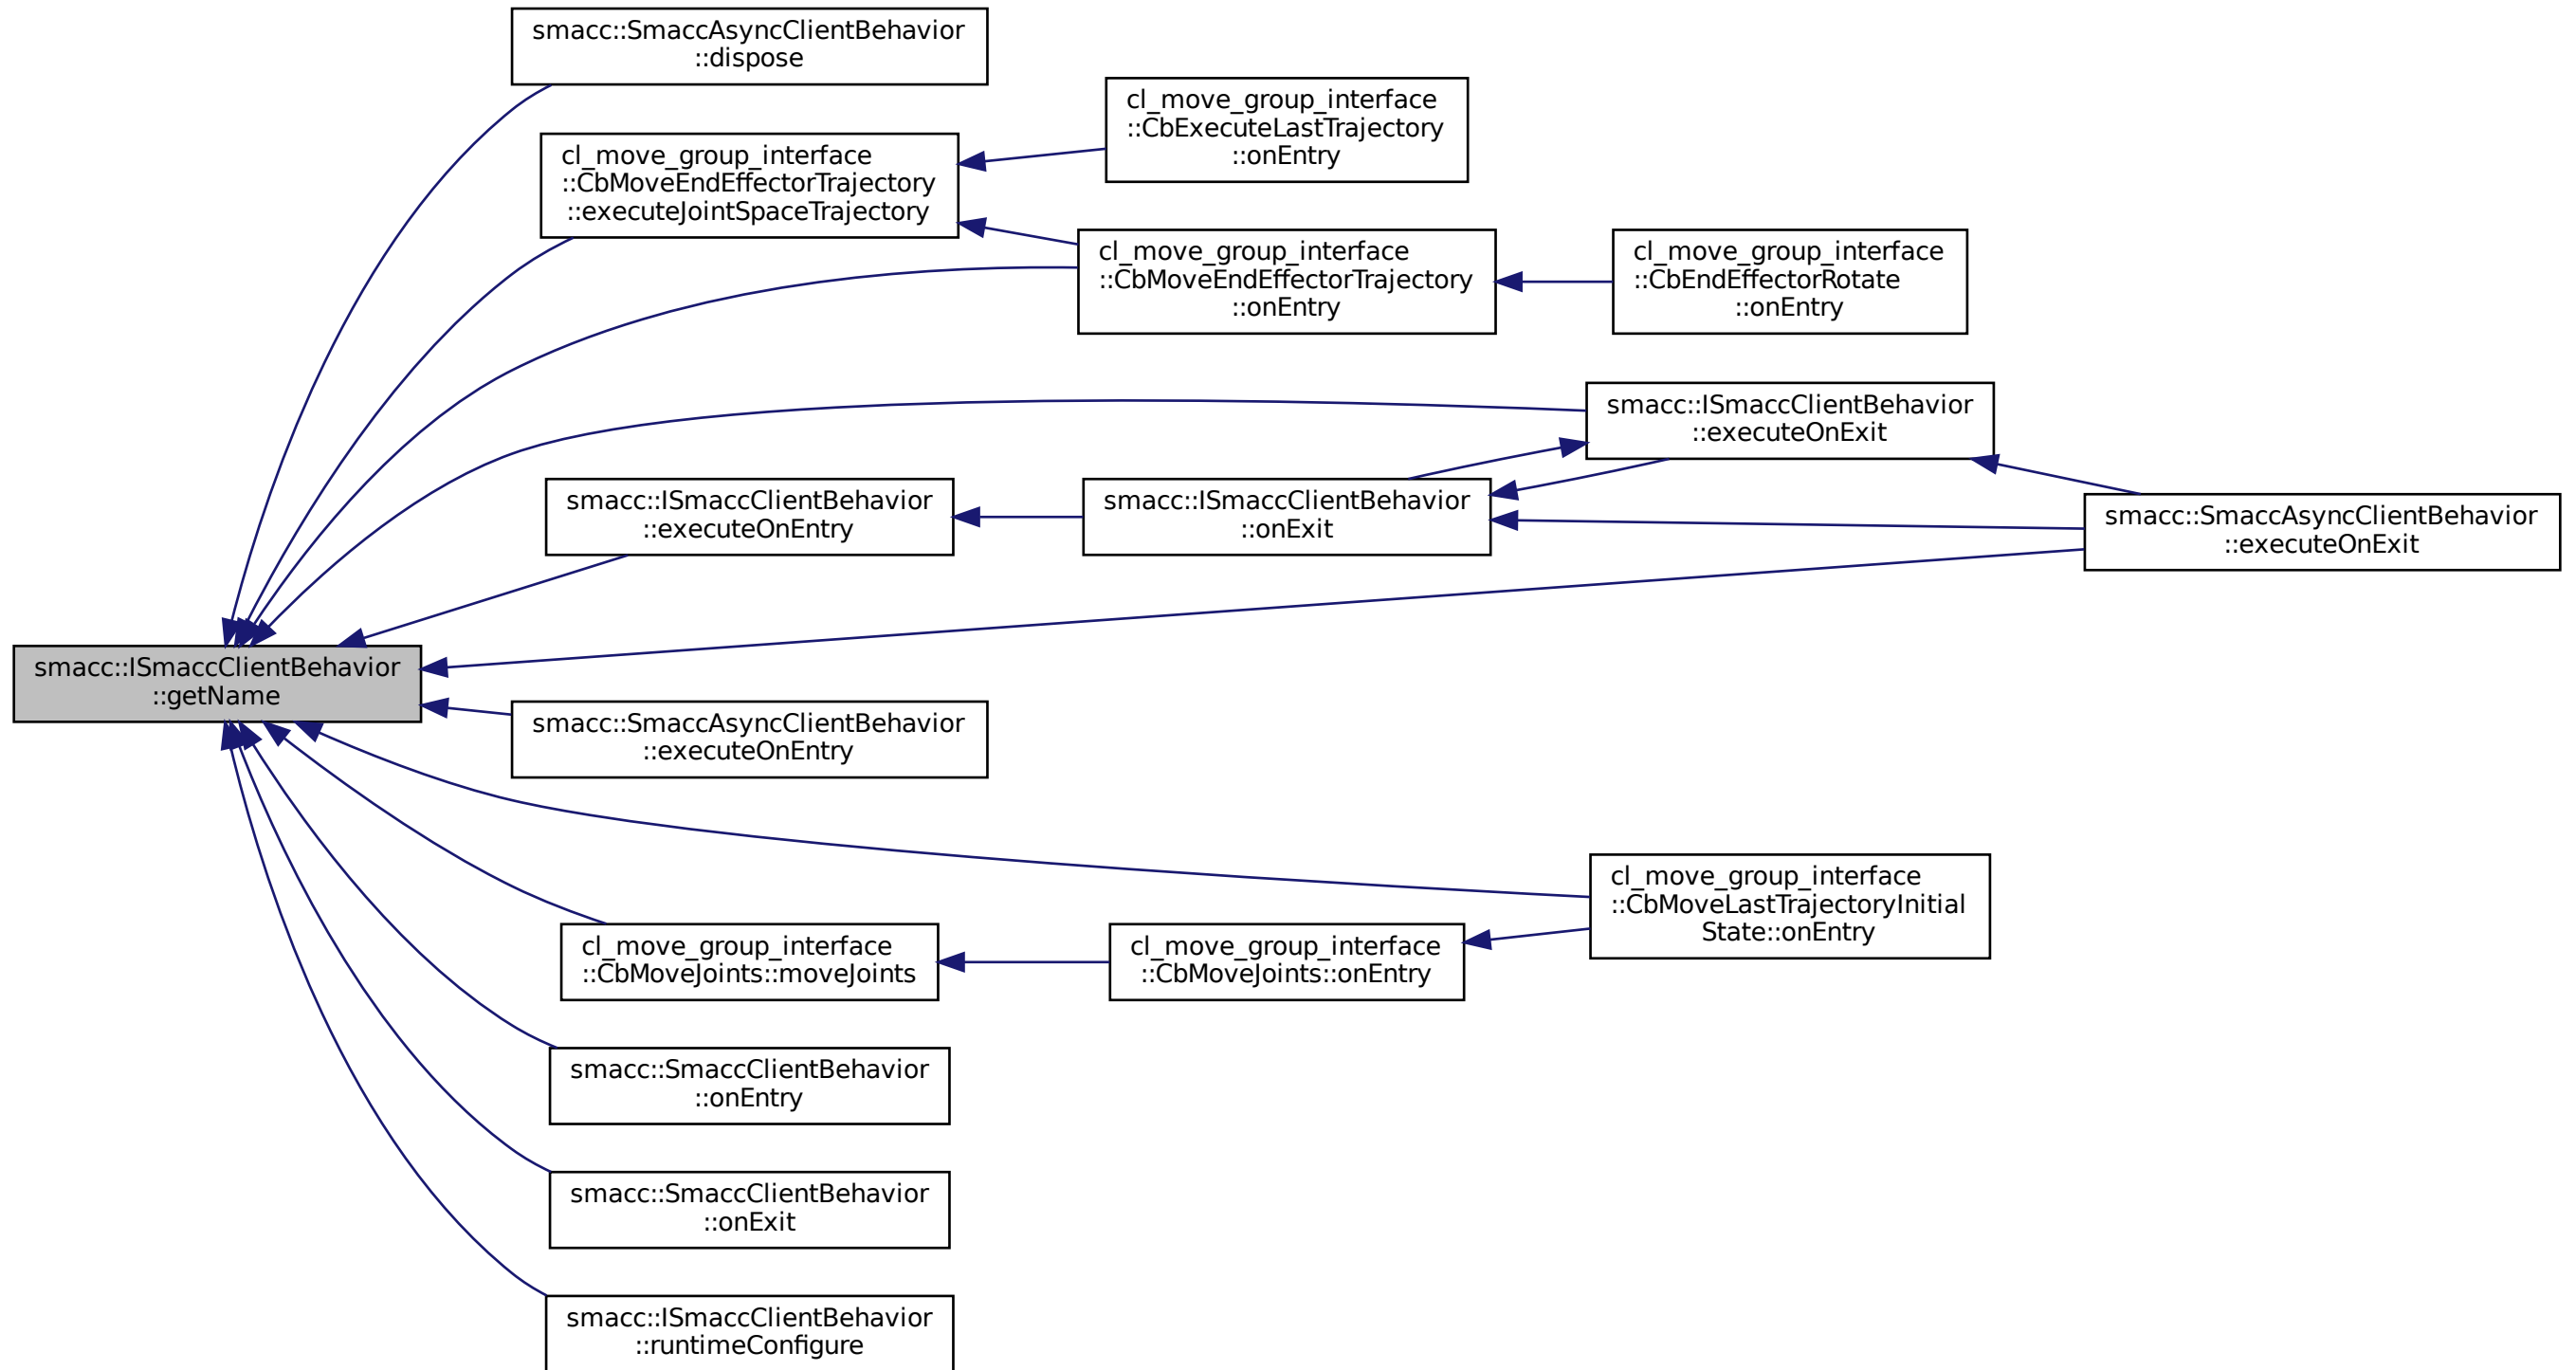 smacc::SmaccAsyncClientBehavior
::dispose
cl_move_group_interface
::CbExecuteLastTrajectory
::onEntry
cl_move_group_interface
::CbMoveEndEffectorTrajectory
::executeJointSpaceTrajectory
cl_move_group_interface
::CbMoveEndEffectorTrajectory
::onEntry
cl_move_group_interface
::CbEndEffectorRotate
::onEntry
smacc::ISmaccClientBehavior
::executeOnExit
smacc::ISmaccClientBehavior
::executeOnEntry
smacc::ISmaccClientBehavior
::onExit
smacc::SmaccAsyncClientBehavior
::executeOnExit
smacc::ISmaccClientBehavior
::getName
smacc::SmaccAsyncClientBehavior
::executeOnEntry
cl_move_group_interface
::CbMoveLastTrajectoryInitial
State::onEntry
cl_move_group_interface
::CbMoveJoints::moveJoints
cl_move_group_interface
::CbMoveJoints::onEntry
smacc::SmaccClientBehavior
::onEntry
smacc::SmaccClientBehavior
::onExit
smacc::ISmaccClientBehavior
::runtimeConfigure